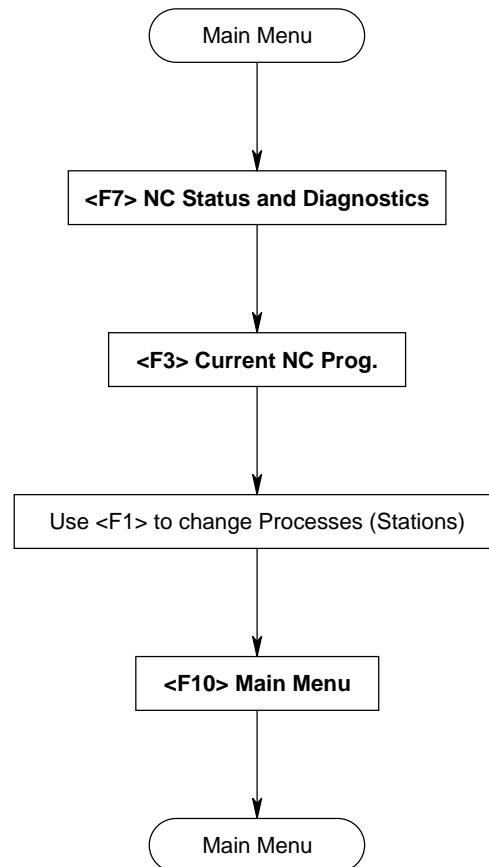 Main Menu
<F7> NC Status and Diagnostics
<F3> Current NC Prog.
Use <F1> to change Processes (Stations)
<F10> Main Menu
Main Menu